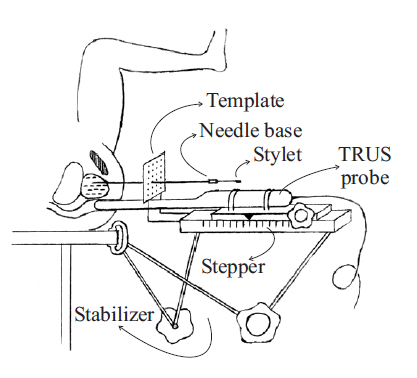 Template
Needle base
Stylet
TRUS
probe
Stepper
Stabilizer